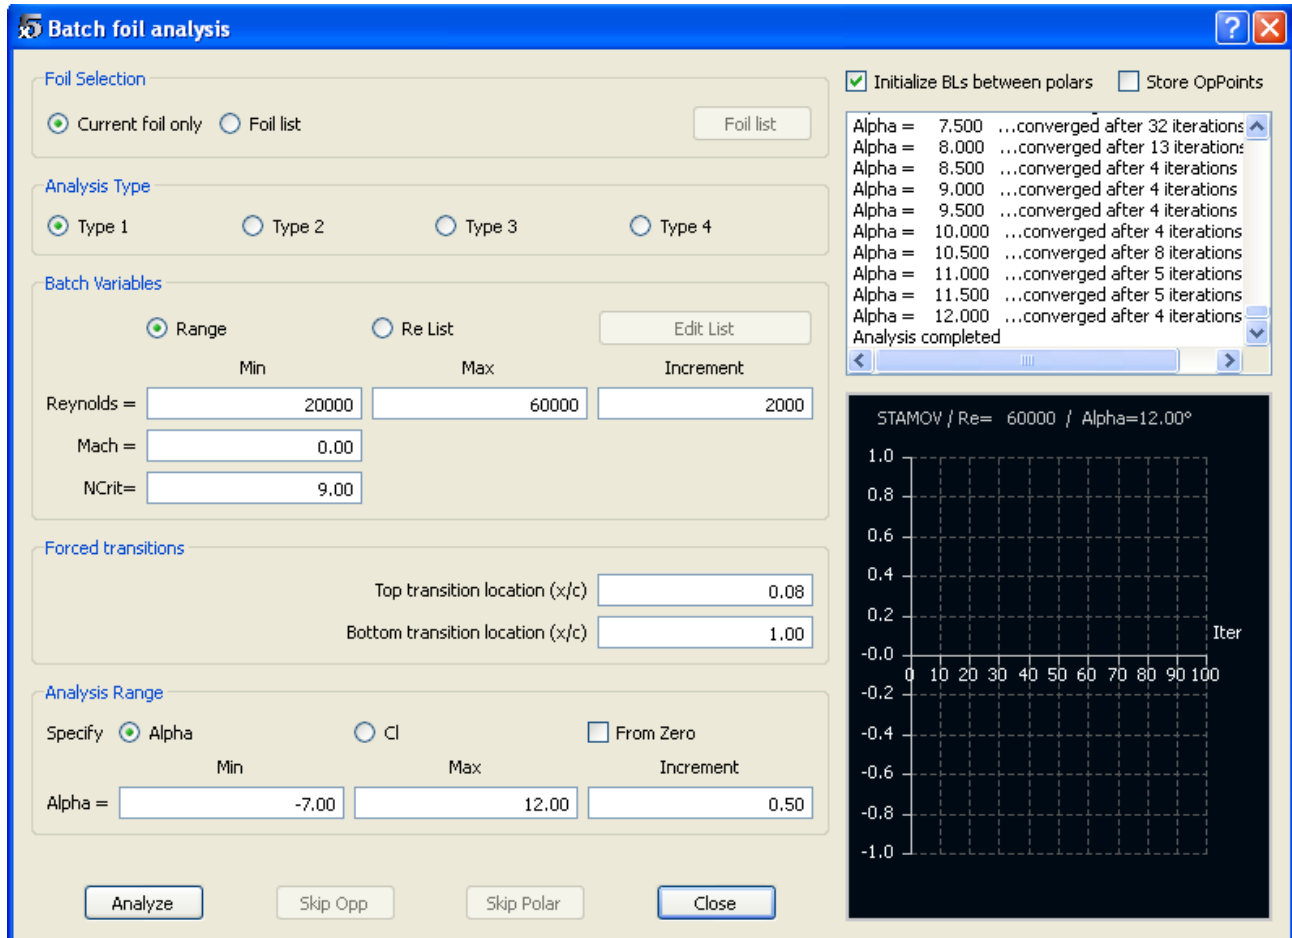 Batch foil analysis
Foil Selection
Current foil only Foil list Foil list
Analysis Type
Type 1 Type 2 Type 3 Type 4
Batch Variables
Range Re List Edit List
Min Max Increment
Reynolds = 20000 60000 2000
Mach = 0.00
NCrit= 9.00
Forced transitions
Top transition location (x/c) 0.08
Bottom transition location (x/c) 1.00
Analysis Range
Specify Alpha Cl From Zero
Min Max Increment
Alpha = -7.00 12.00 0.50
Analyze Skip Opp Skip Polar Close
Initialize BLs between polars Store OpPoints
Alpha = 7.500 ...converged after 32 iterations
Alpha = 8.000 ...converged after 13 iterations
Alpha = 8.500 ...converged after 4 iterations
Alpha = 9.000 ...converged after 4 iterations
Alpha = 9.500 ...converged after 4 iterations
Alpha = 10.000 ...converged after 4 iterations
Alpha = 10.500 ...converged after 8 iterations
Alpha = 11.000 ...converged after 5 iterations
Alpha = 11.500 ...converged after 5 iterations
Alpha = 12.000 ...converged after 4 iterations
Analysis completed
STAMOV / Re= 60000 / Alpha=12.00°
1.0
0.8
0.6
0.4
0.2
Iter
-0.0
0 10 20 30 40 50 60 70 80 90 100
-0.2
-0.4
-0.6
-0.8
-1.0